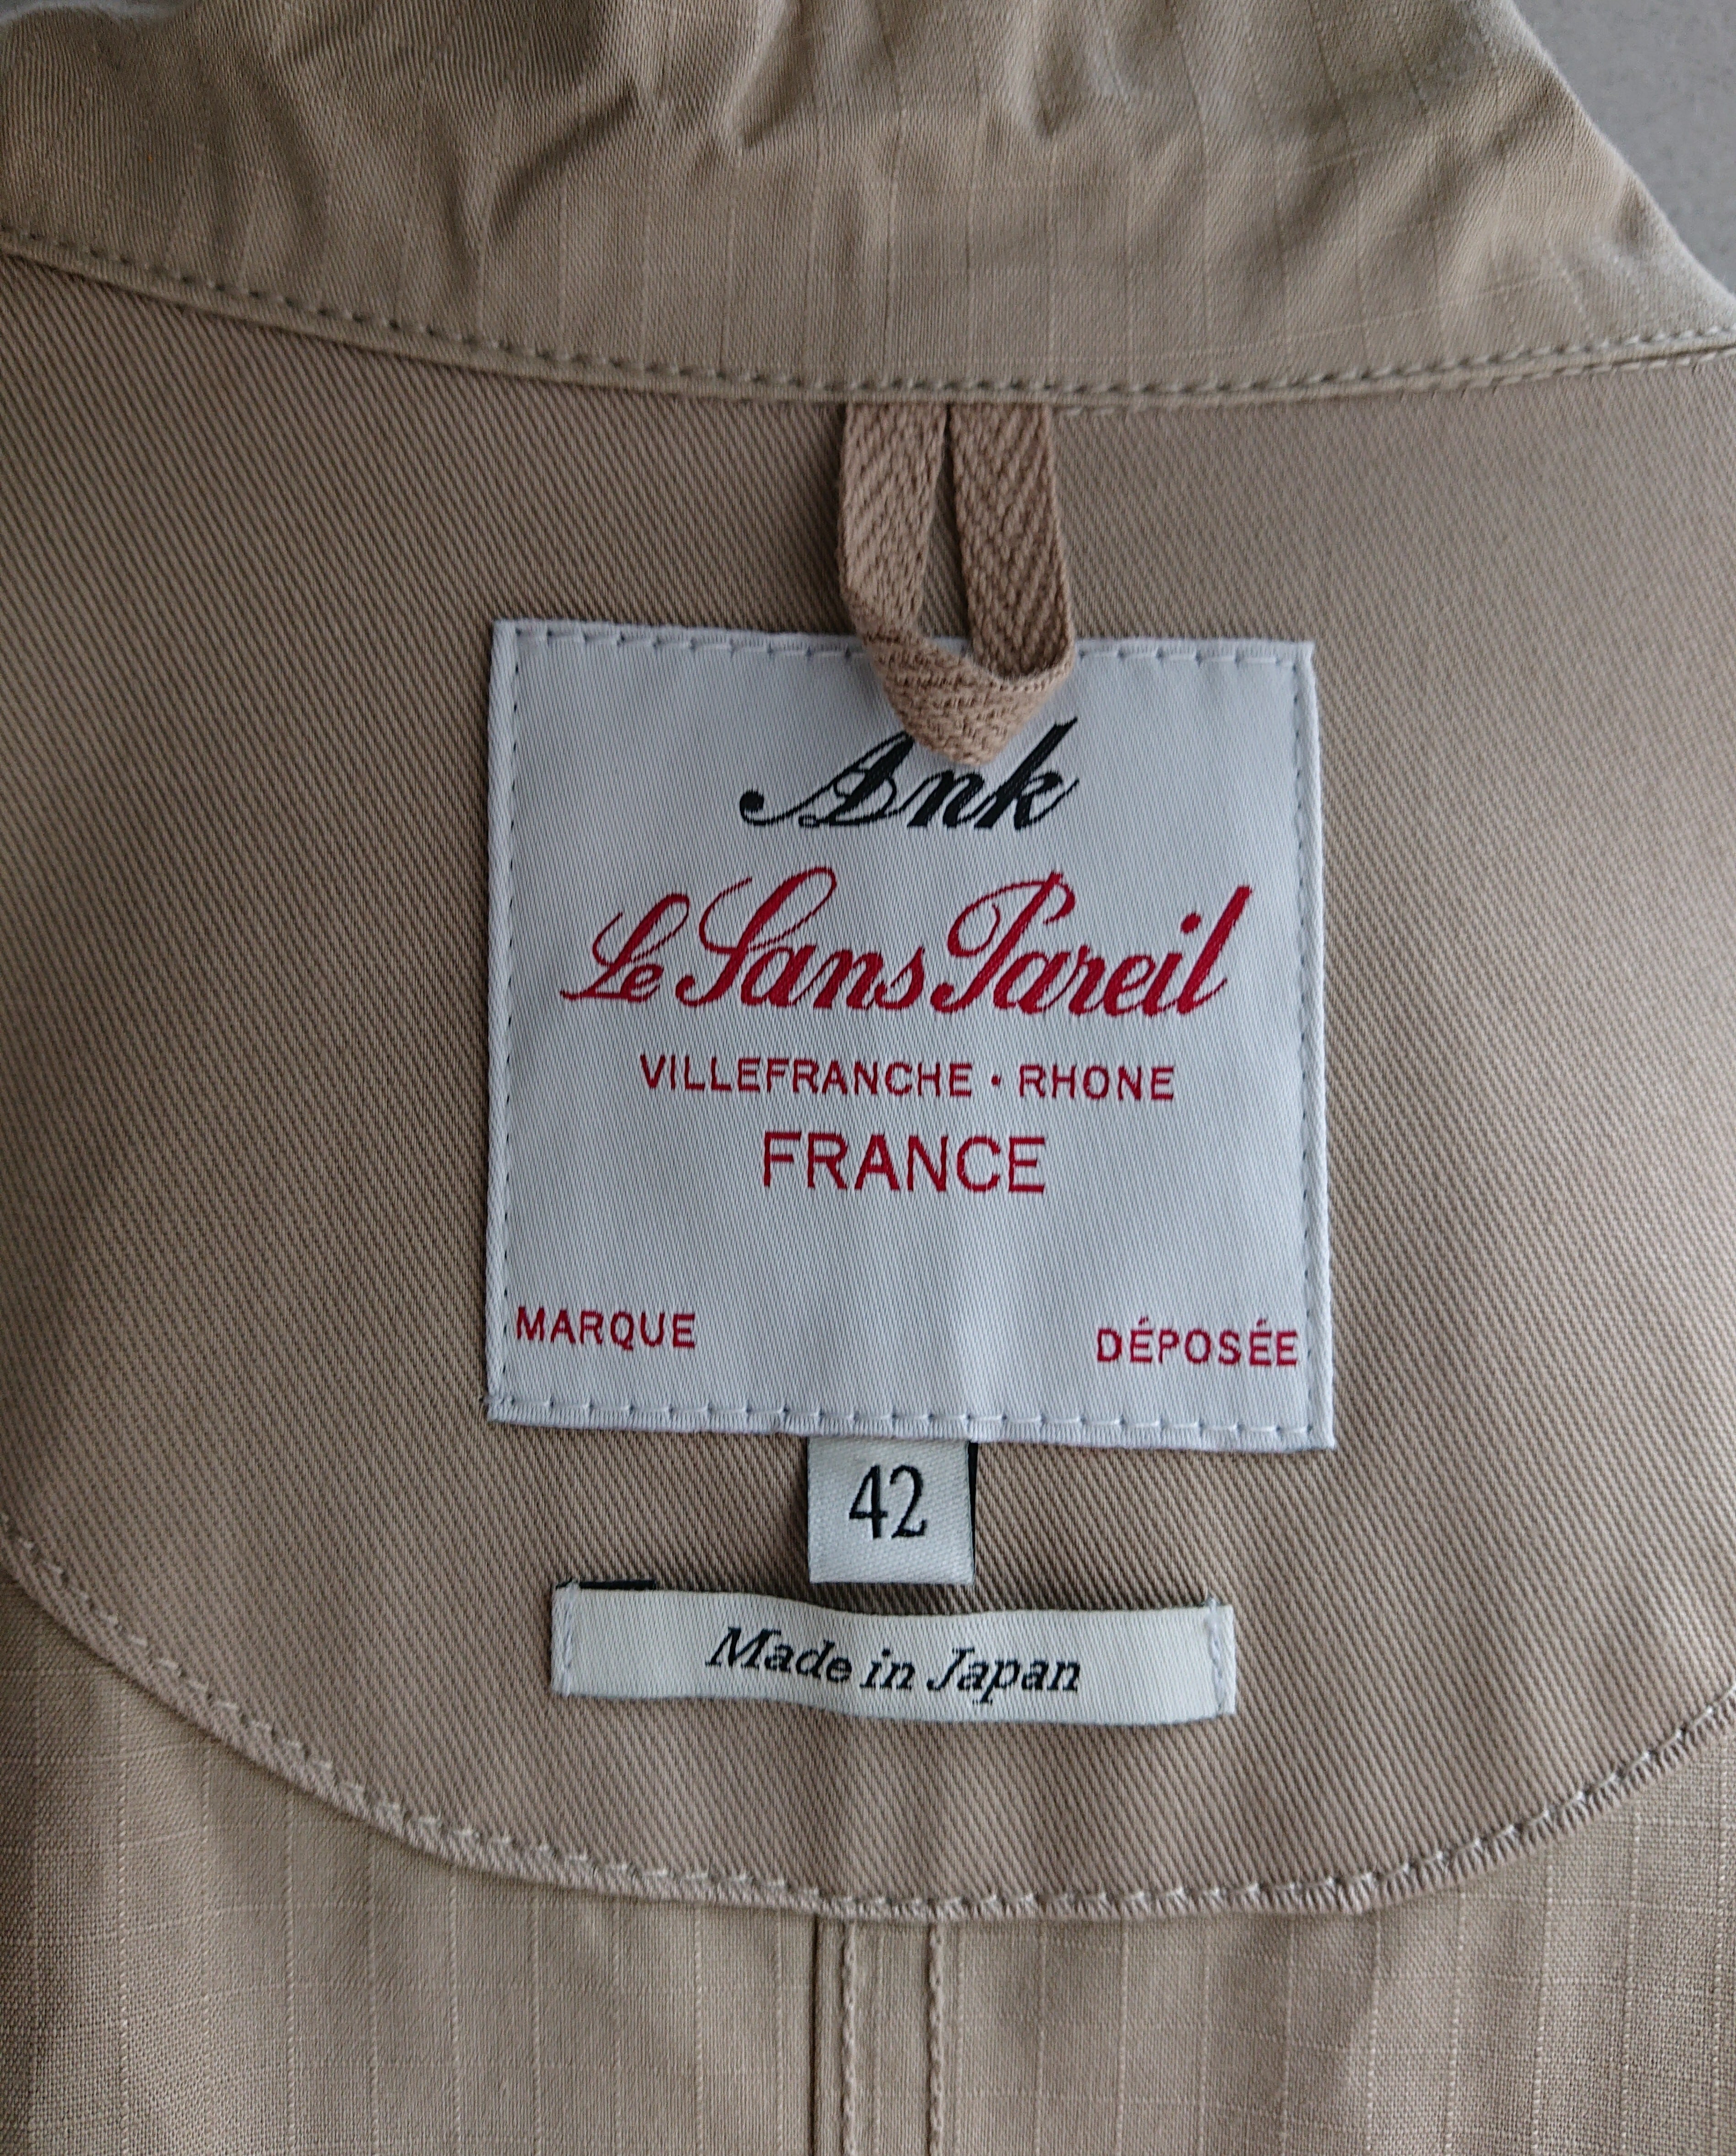 Ank
Le Sans Pareil
VILLEFRANCHE · RHONE
FRANCE
MARQUE DÉPOSÉE
42
Made in Japan